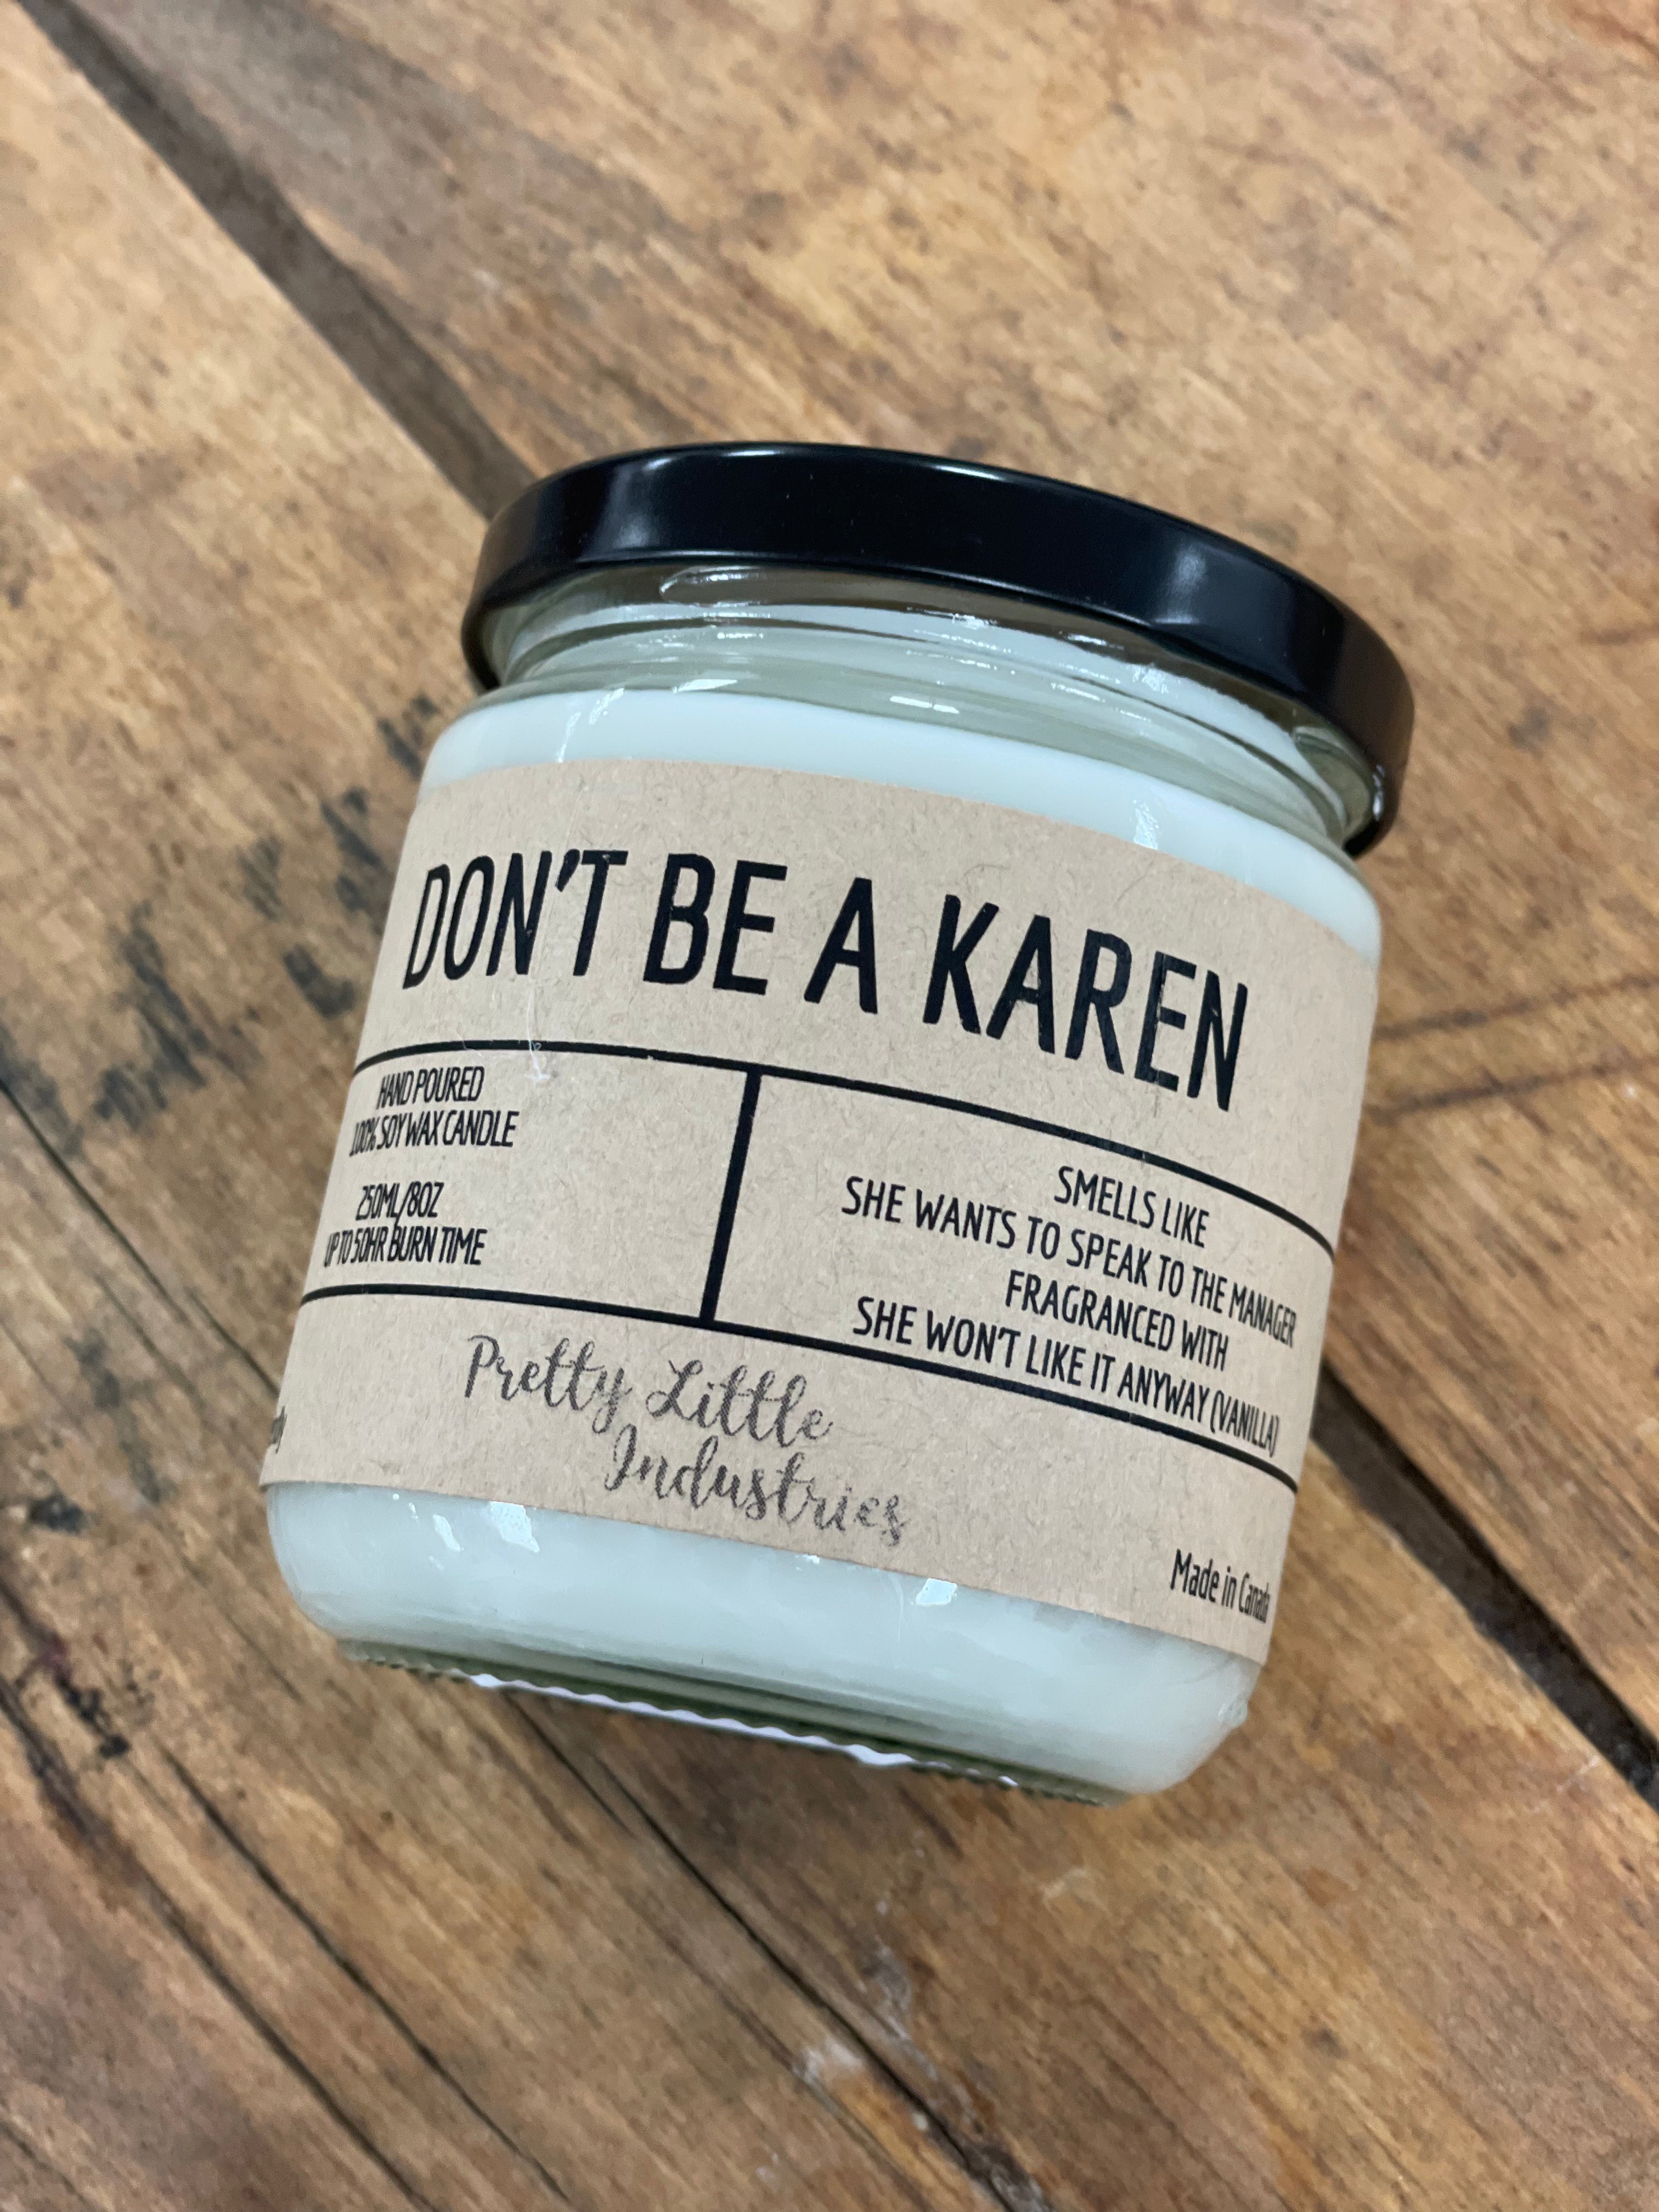 DON'T BE A KAREN
HAND POURED
100% SOY WAX CANDLE
250ML/8OZ
UP TO 50HR BURN TIME
SMELLS LIKE
SHE WANTS TO SPEAK TO THE MANAGER
FRAGRANCED WITH
SHE WON'T LIKE IT ANYWAY (VANILLA)
Pretty Little
Industries
Made in Canada